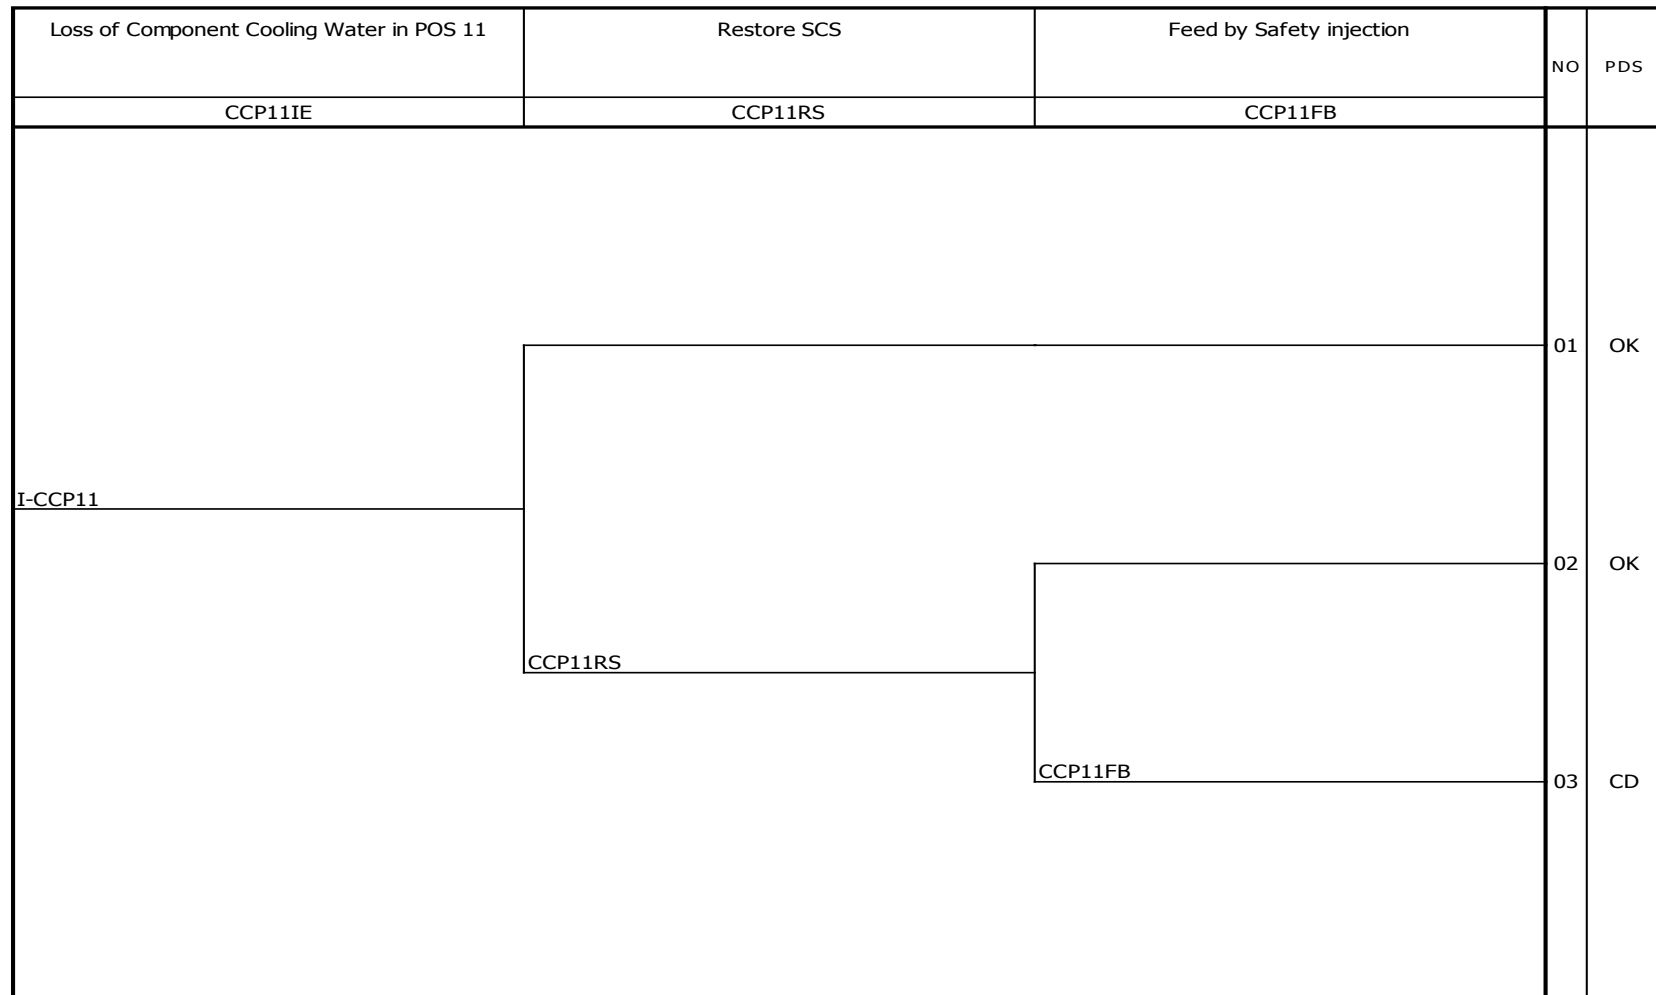 Loss of Component Cooling Water in POS 11
Restore SCS
Feed by Safety injection
NO
PDS
CCP11IE
CCP11RS
CCP11FB
01
OK
I-CCP11
02
OK
CCP11RS
CCP11FB
03
CD